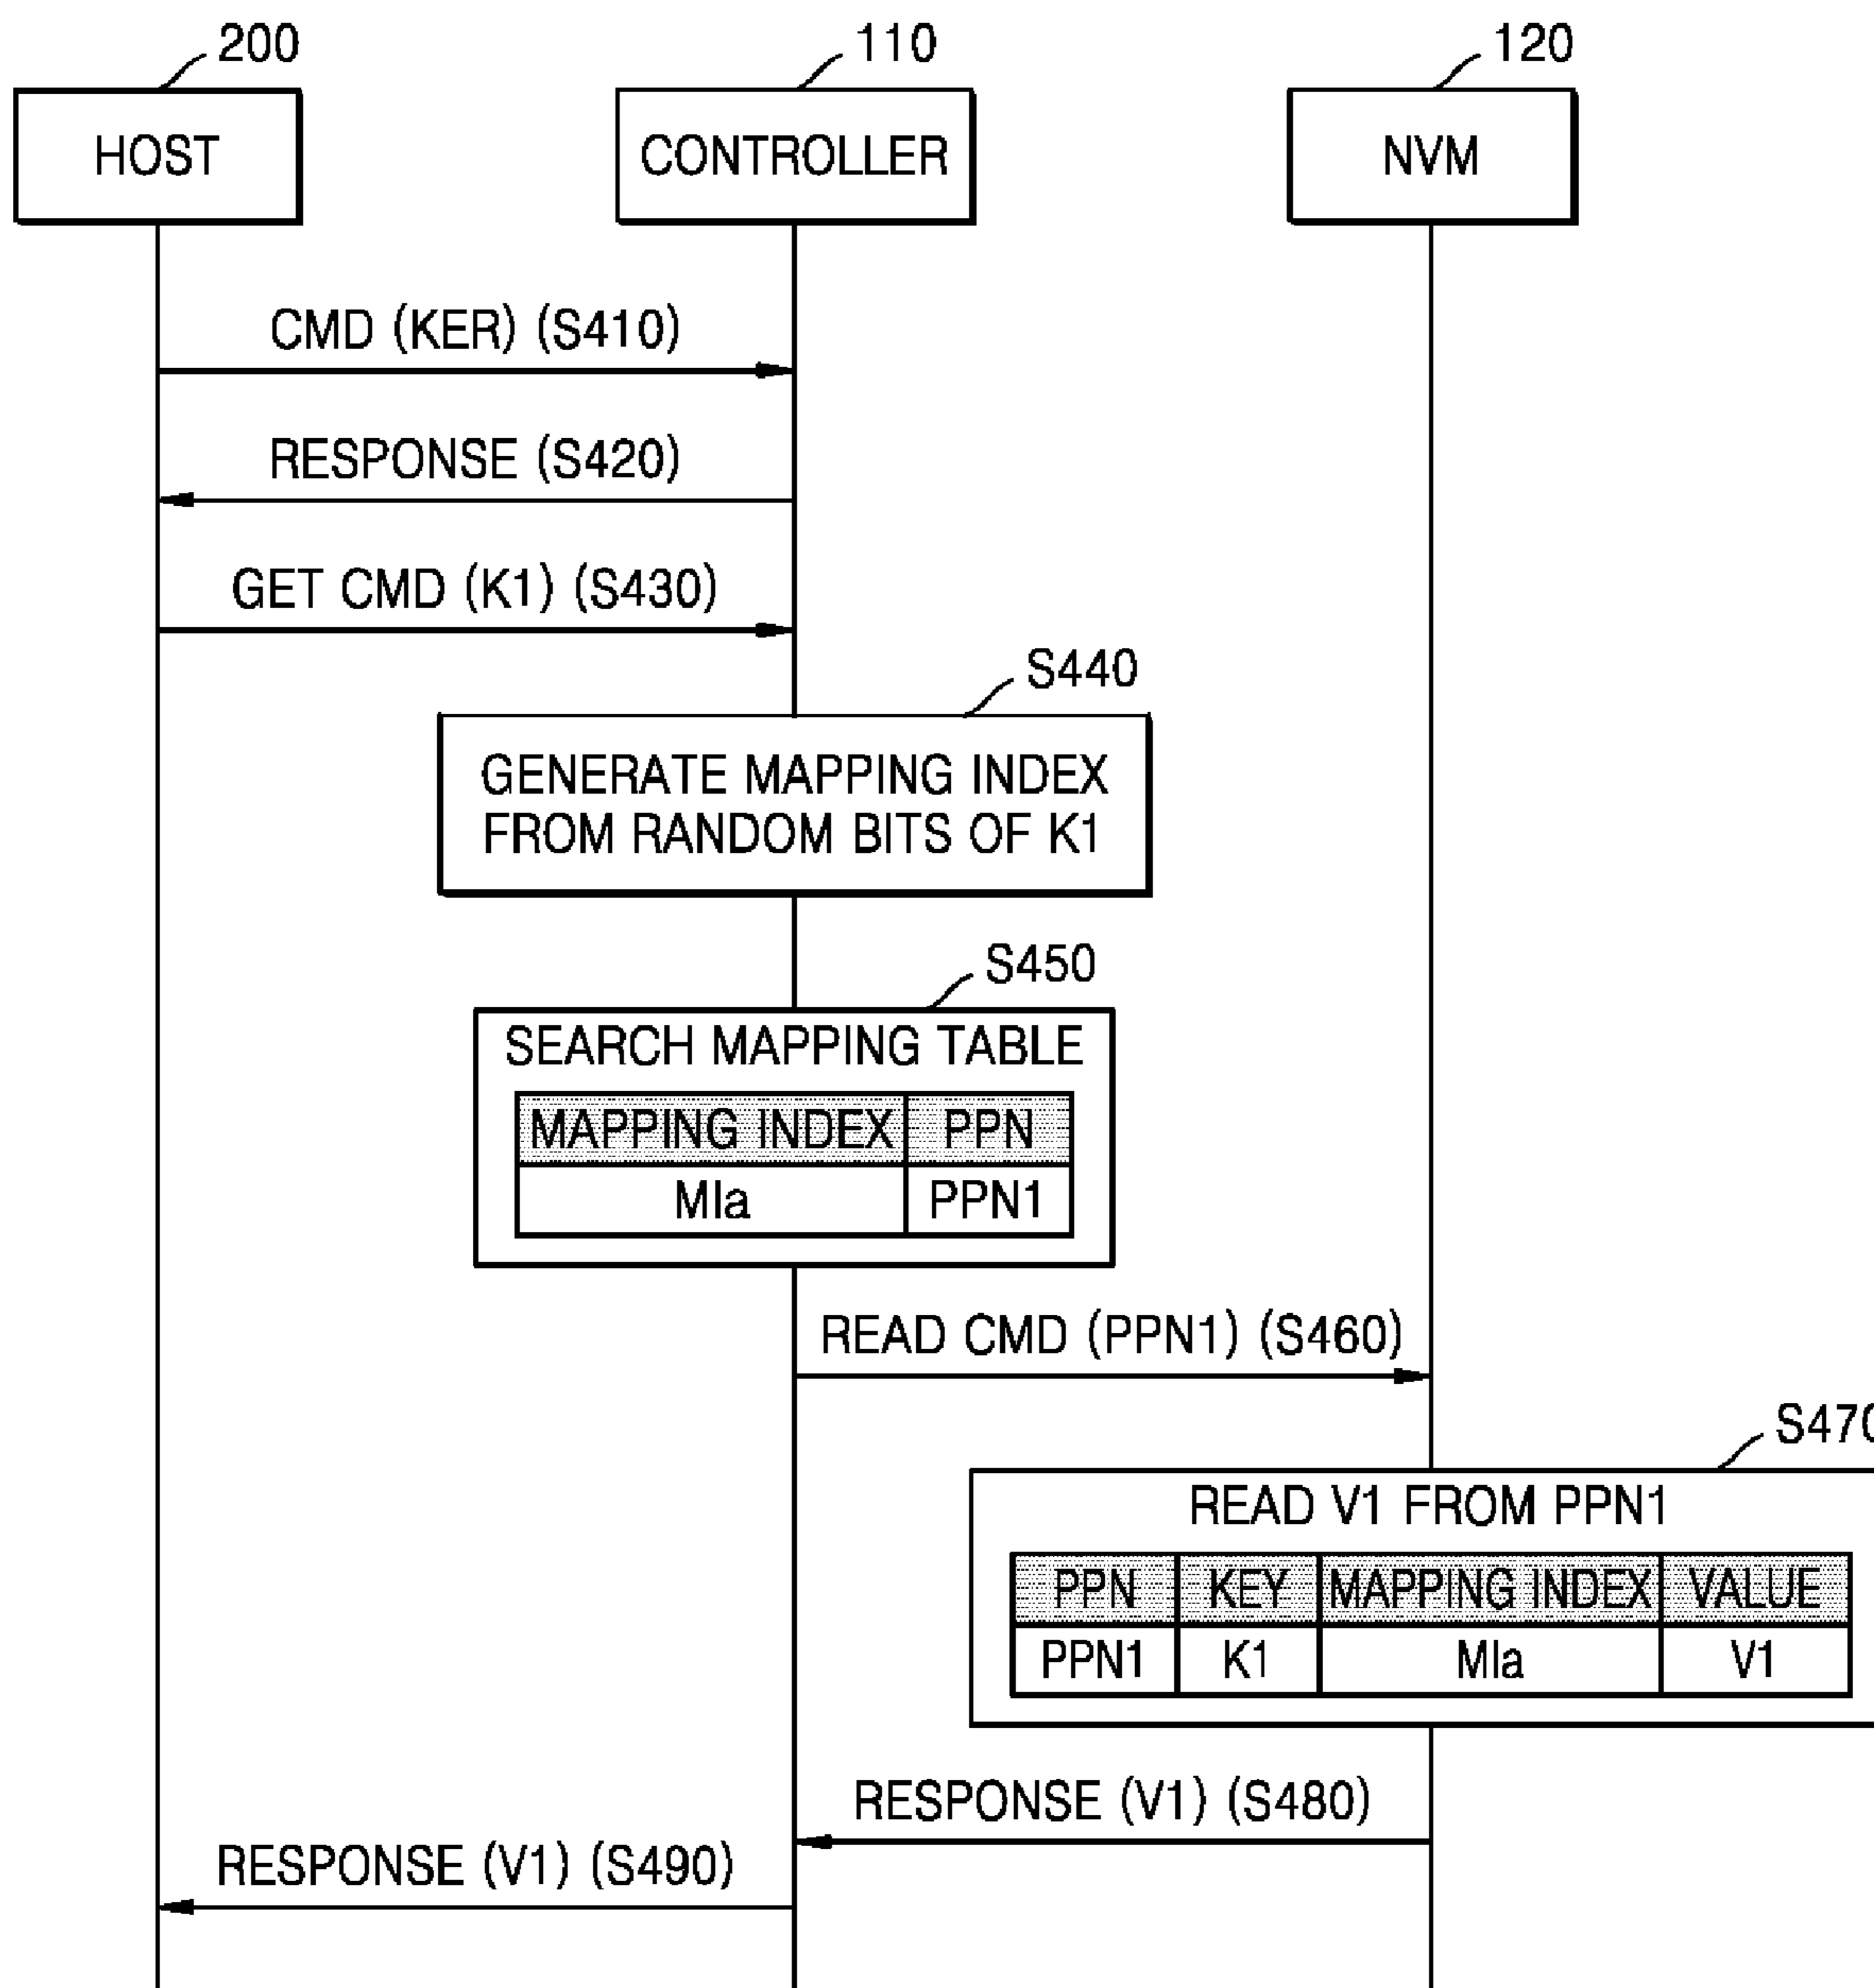 200
110
120
HOST
CONTROLLER
NVM
CMD (KER) (S410)
RESPONSE (S420)
GET CMD (K1) (S430)
S440
GENERATE MAPPING INDEX
FROM RANDOM BITS OF K1
S450
SEARCH MAPPING TABLE
MAPPING INDEX PPN
MIa PPN1
READ CMD (PPN1) (S460)
S470
READ V1 FROM PPN1
PPN KEY MAPPING INDEX VALUE
PPN1 K1 MIa V1
RESPONSE (V1) (S480)
RESPONSE (V1) (S490)